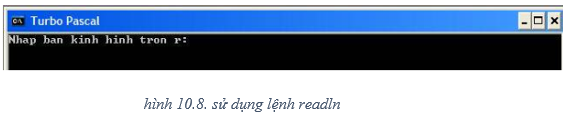 Turbo Pascal
Nhap ban kinh hinh tron r:
hình 10.8. sử dụng lệnh readln